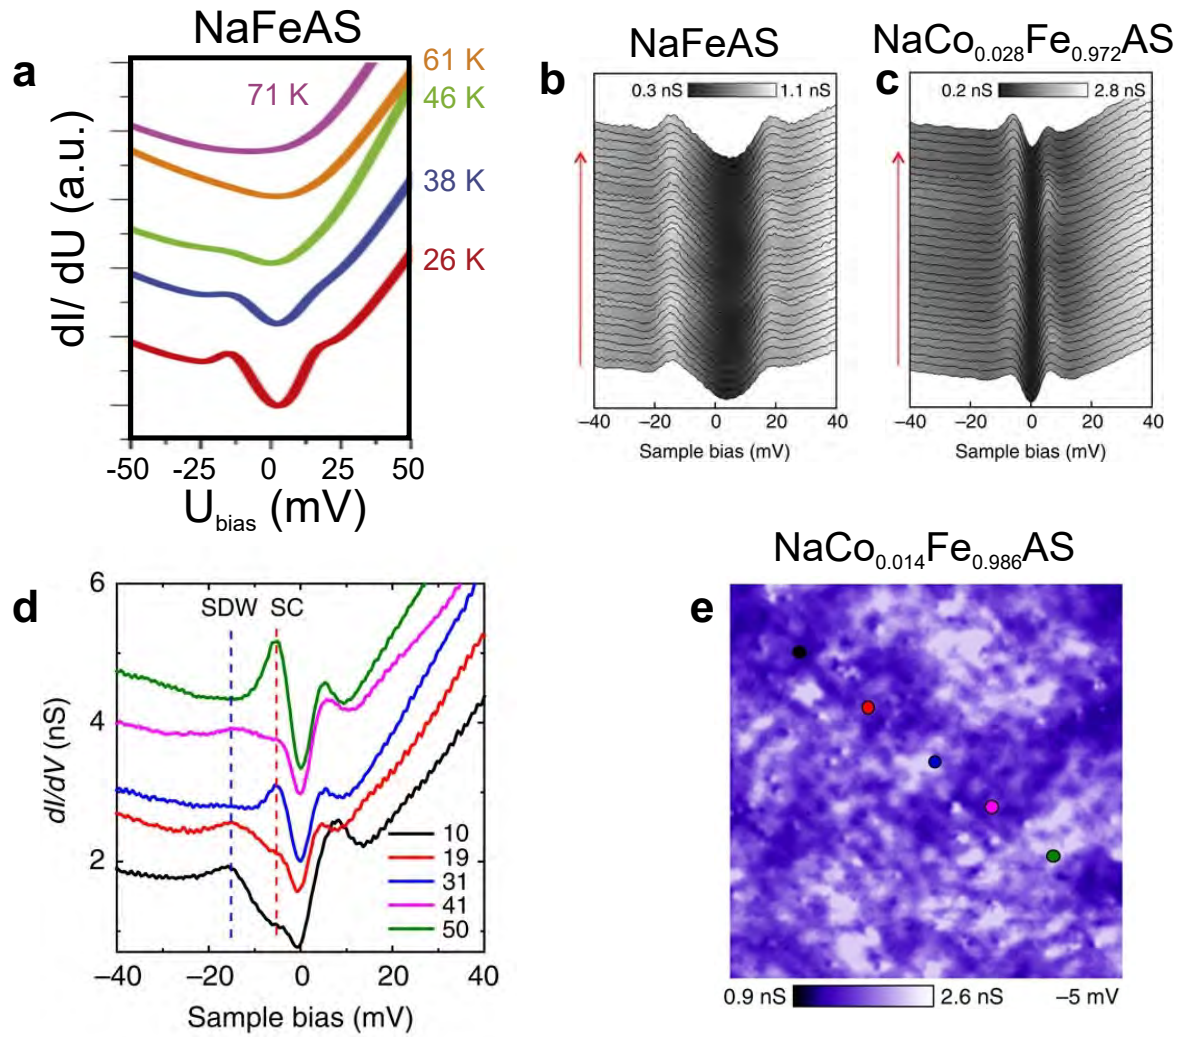 NaFeAS
a
71 K
61 K
46 K
38 K
26 K
dI/ dU (a.u.)
-50 -25 0 25 50
U_bias (mV)
NaFeAS
b
0.3 nS 1.1 nS
−40 −20 0 20 40
Sample bias (mV)
NaCo0.028Fe0.972AS
c
0.2 nS 2.8 nS
−40 −20 0 20 40
Sample bias (mV)
d
6
4
2
dI/dV (nS)
SDW SC
10
19
31
41
50
−40 −20 0 20 40
Sample bias (mV)
NaCo0.014Fe0.986AS
e
0.9 nS 2.6 nS −5 mV